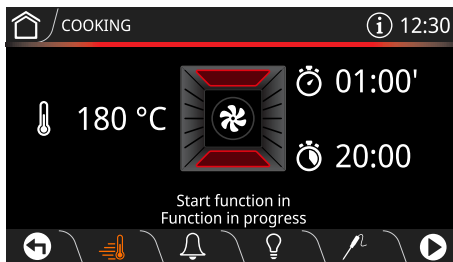 COOKING
12:30
01:00'
180 °C
20:00
Start function in
Function in progress